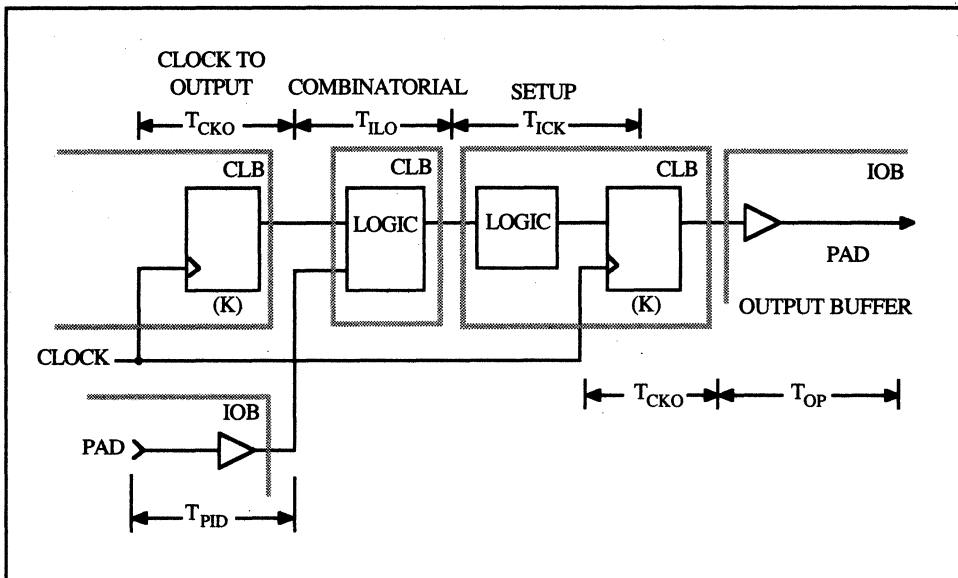 CLOCK TO
OUTPUT
COMBINATORIAL
SETUP
T_CKO
T_ILO
T_ICK
CLB
CLB
CLB
IOB
LOGIC
LOGIC
PAD
(K)
(K)
OUTPUT BUFFER
CLOCK
T_CKO
T_OP
IOB
PAD
T_PID